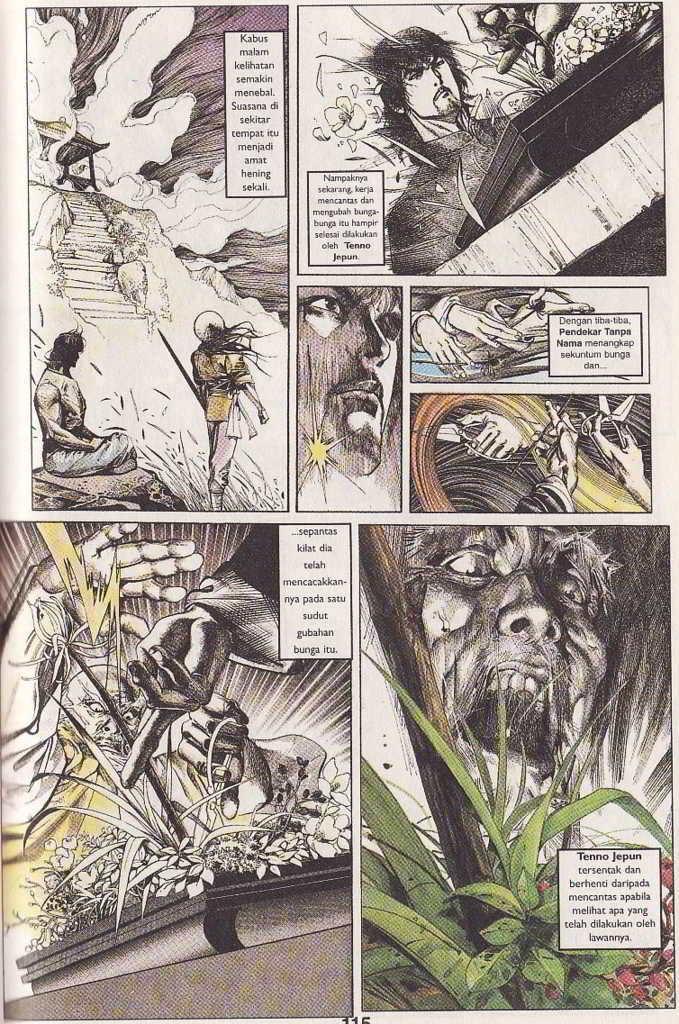 Kabus
malam
kelihatan
semakin
menebal.
Suasana di
sekitar
tempat itu
menjadi
amat
hening
sekali.
Nampaknya
sekarang, kerja
mencantas dan
mengubah bunga-
bunga itu hampir
selesai dilakukan
oleh Tenno
Jepun.
Dengan tiba-tiba,
Pendekar Tanpa
Nama menangkap
sekuntum bunga
dan...
...sepantas
kilat dia
telah
mencacakkan-
nya pada satu
sudut
gubahan
bunga itu.
Tenno Jepun
tersentak dan
berhenti daripada
mencantas apabila
melihat apa yang
telah dilakukan oleh
lawannya.
115